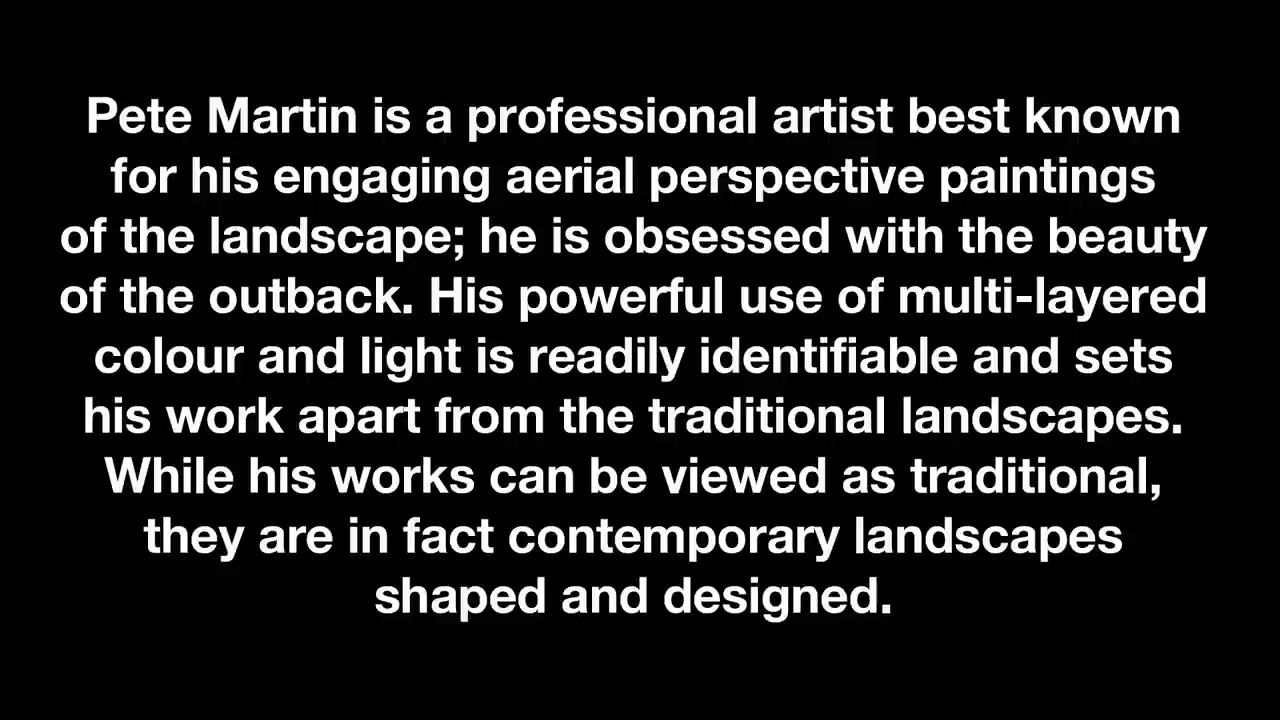 Pete Martin is a professional artist best known
for his engaging aerial perspective paintings
of the landscape; he is obsessed with the beauty
of the outback. His powerful use of multi-layered
colour and light is readily identifiable and sets
his work apart from the traditional landscapes.
While his works can be viewed as traditional,
they are in fact contemporary landscapes
shaped and designed.